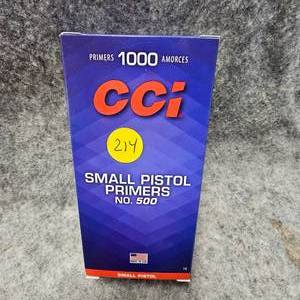 PRIMERS 1000 AMORCES
CCI
214
SMALL PISTOL
PRIMERS
NO. 500
SMALL PISTOL